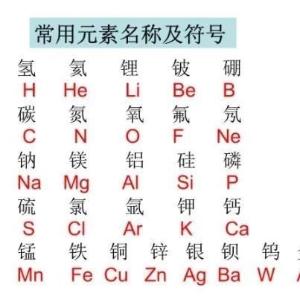 常用元素名称及符号
氢 氦 锂 铍 硼
H He Li Be B
碳 氮 氧 氟 氖
C N O F Ne
钠 镁 铝 硅 磷
Na Mg Al Si P
硫 氯 氩 钾 钙
S Cl Ar K Ca
锰 铁 铜 锌 银 钡 钨
Mn Fe Cu Zn Ag Ba W